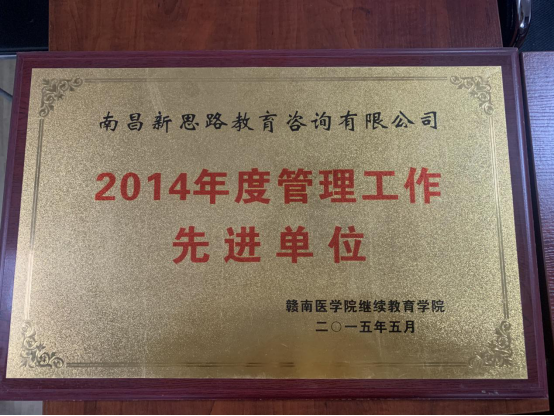 南昌新思路教育咨询有限公司
2014年度管理工作
先进单位
赣南医学院继续教育学院
二〇一五年五月